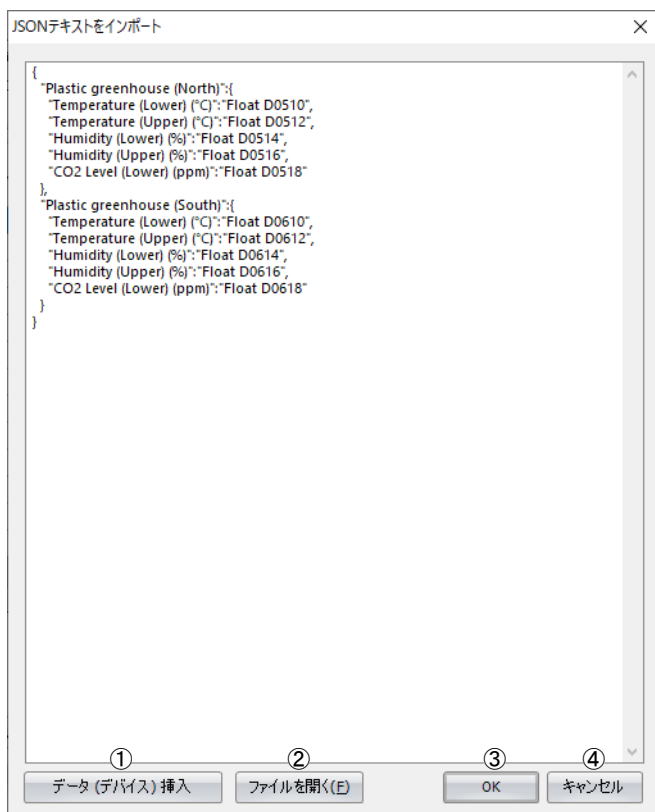 JSONテキストをインポート
{
"Plastic greenhouse (North)":{
"Temperature (Lower) (°C)":"Float D0510",
"Temperature (Upper) (°C)":"Float D0512",
"Humidity (Lower) (%)":"Float D0514",
"Humidity (Upper) (%)":"Float D0516",
"CO2 Level (Lower) (ppm)":"Float D0518"
},
"Plastic greenhouse (South)":{
"Temperature (Lower) (°C)":"Float D0610",
"Temperature (Upper) (°C)":"Float D0612",
"Humidity (Lower) (%)":"Float D0614",
"Humidity (Upper) (%)":"Float D0616",
"CO2 Level (Lower) (ppm)":"Float D0618"
}
}
① ② ③ ④
データ (デバイス) 挿入 ファイルを開く(F) OK キャンセル